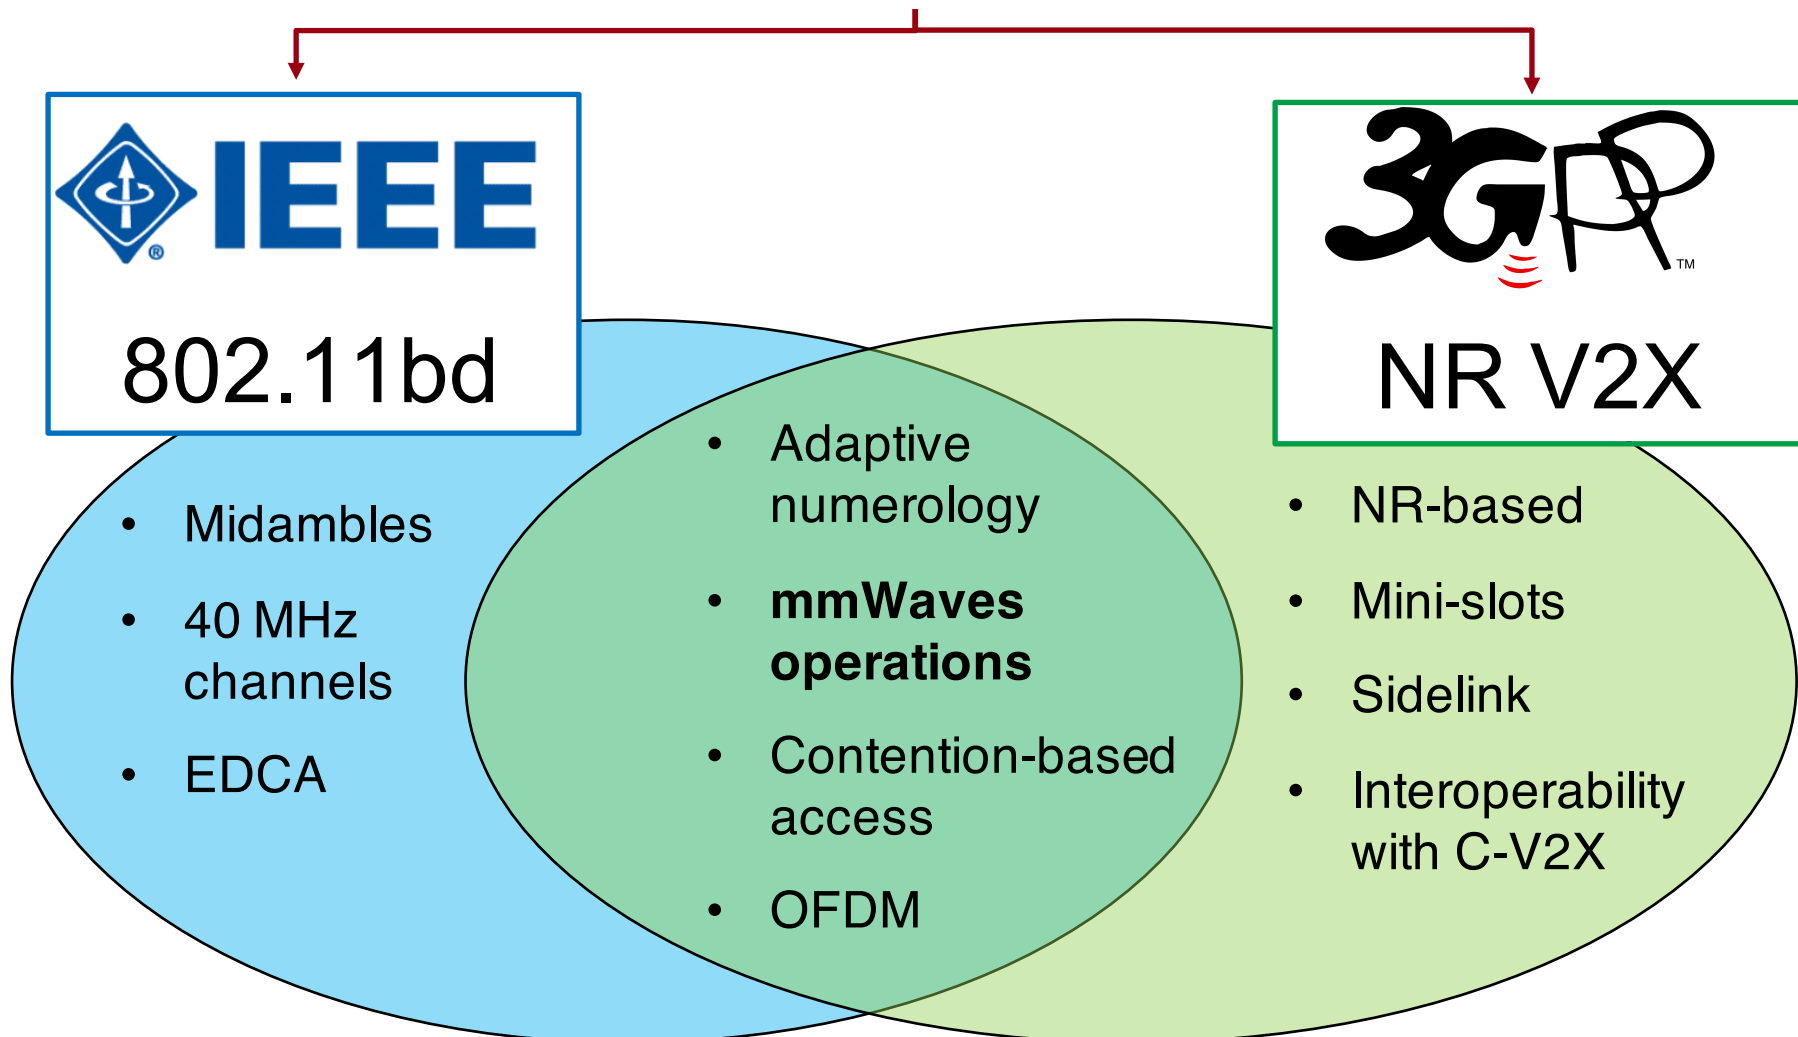 IEEE
®
802.11bd
3GPP
TM
NR V2X
• Midambles
• 40 MHz
channels
• EDCA
• Adaptive
numerology
• mmWaves
operations
• Contention-based
access
• OFDM
• NR-based
• Mini-slots
• Sidelink
• Interoperability
with C-V2X